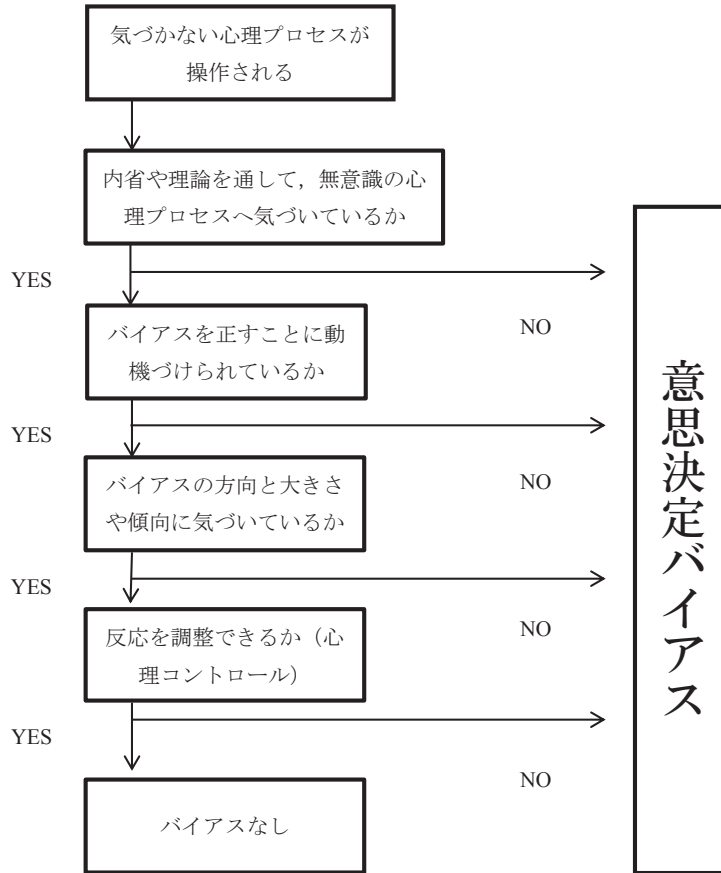 気づかない心理プロセスが
操作される
内省や理論を通して，無意識の心
理プロセスへ気づいているか
YES
NO
バイアスを正すことに動
機づけられているか
YES
NO
バイアスの方向と大きさ
や傾向に気づいているか
YES
NO
反応を調整できるか（心
理コントロール）
YES
NO
バイアスなし
意思決定バイアス